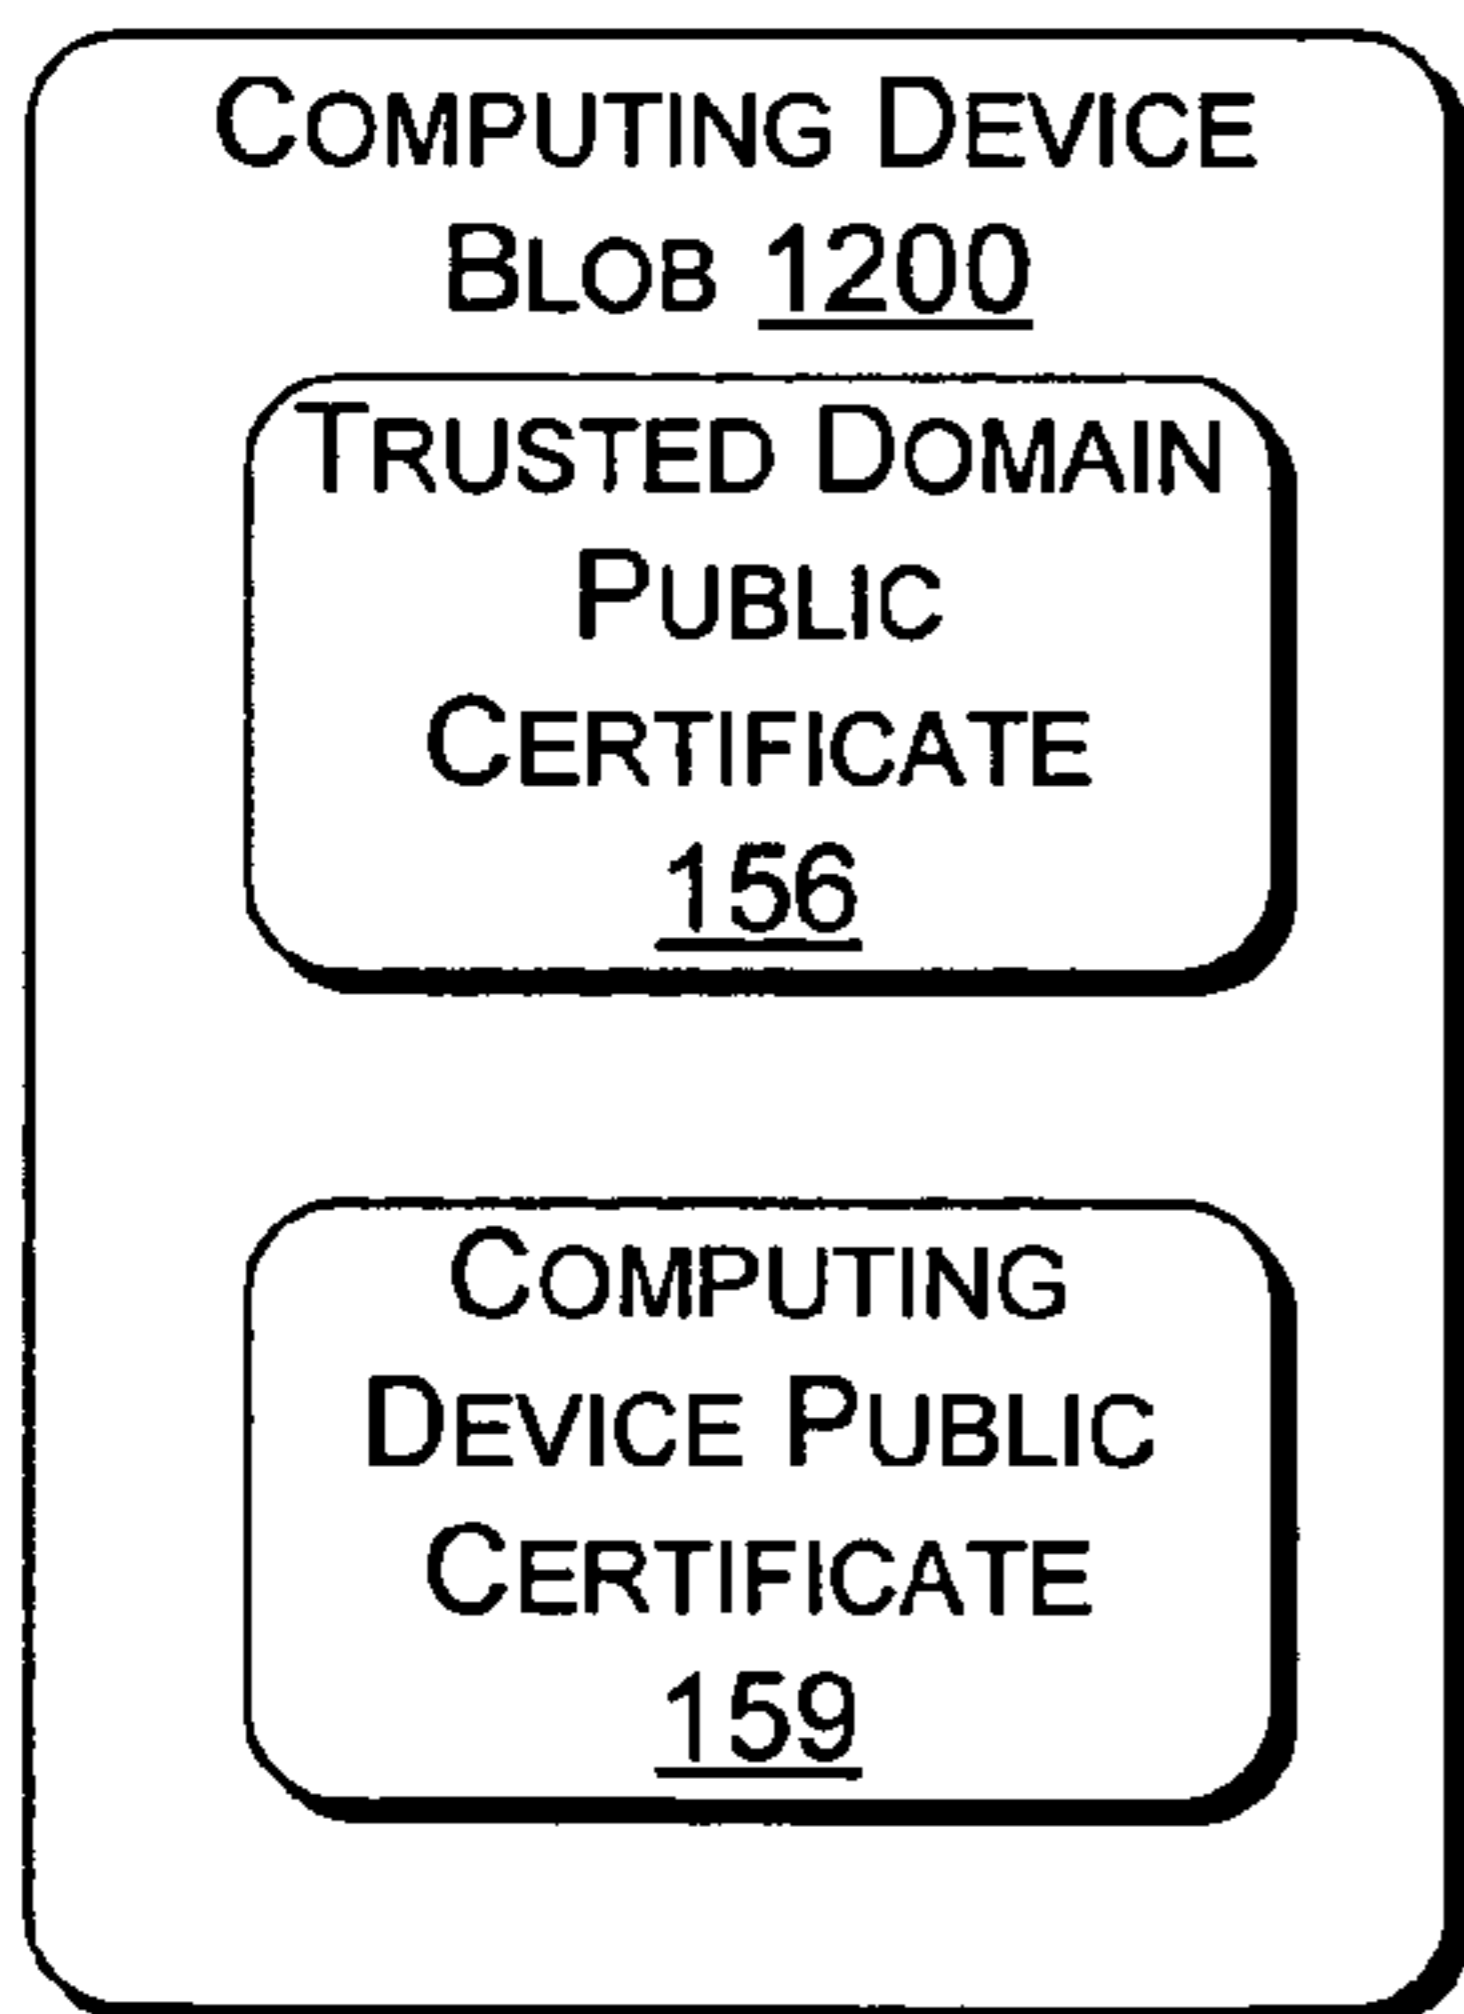 COMPUTING DEVICE
BLOB 1200
TRUSTED DOMAIN
PUBLIC
CERTIFICATE
156
COMPUTING
DEVICE PUBLIC
CERTIFICATE
159